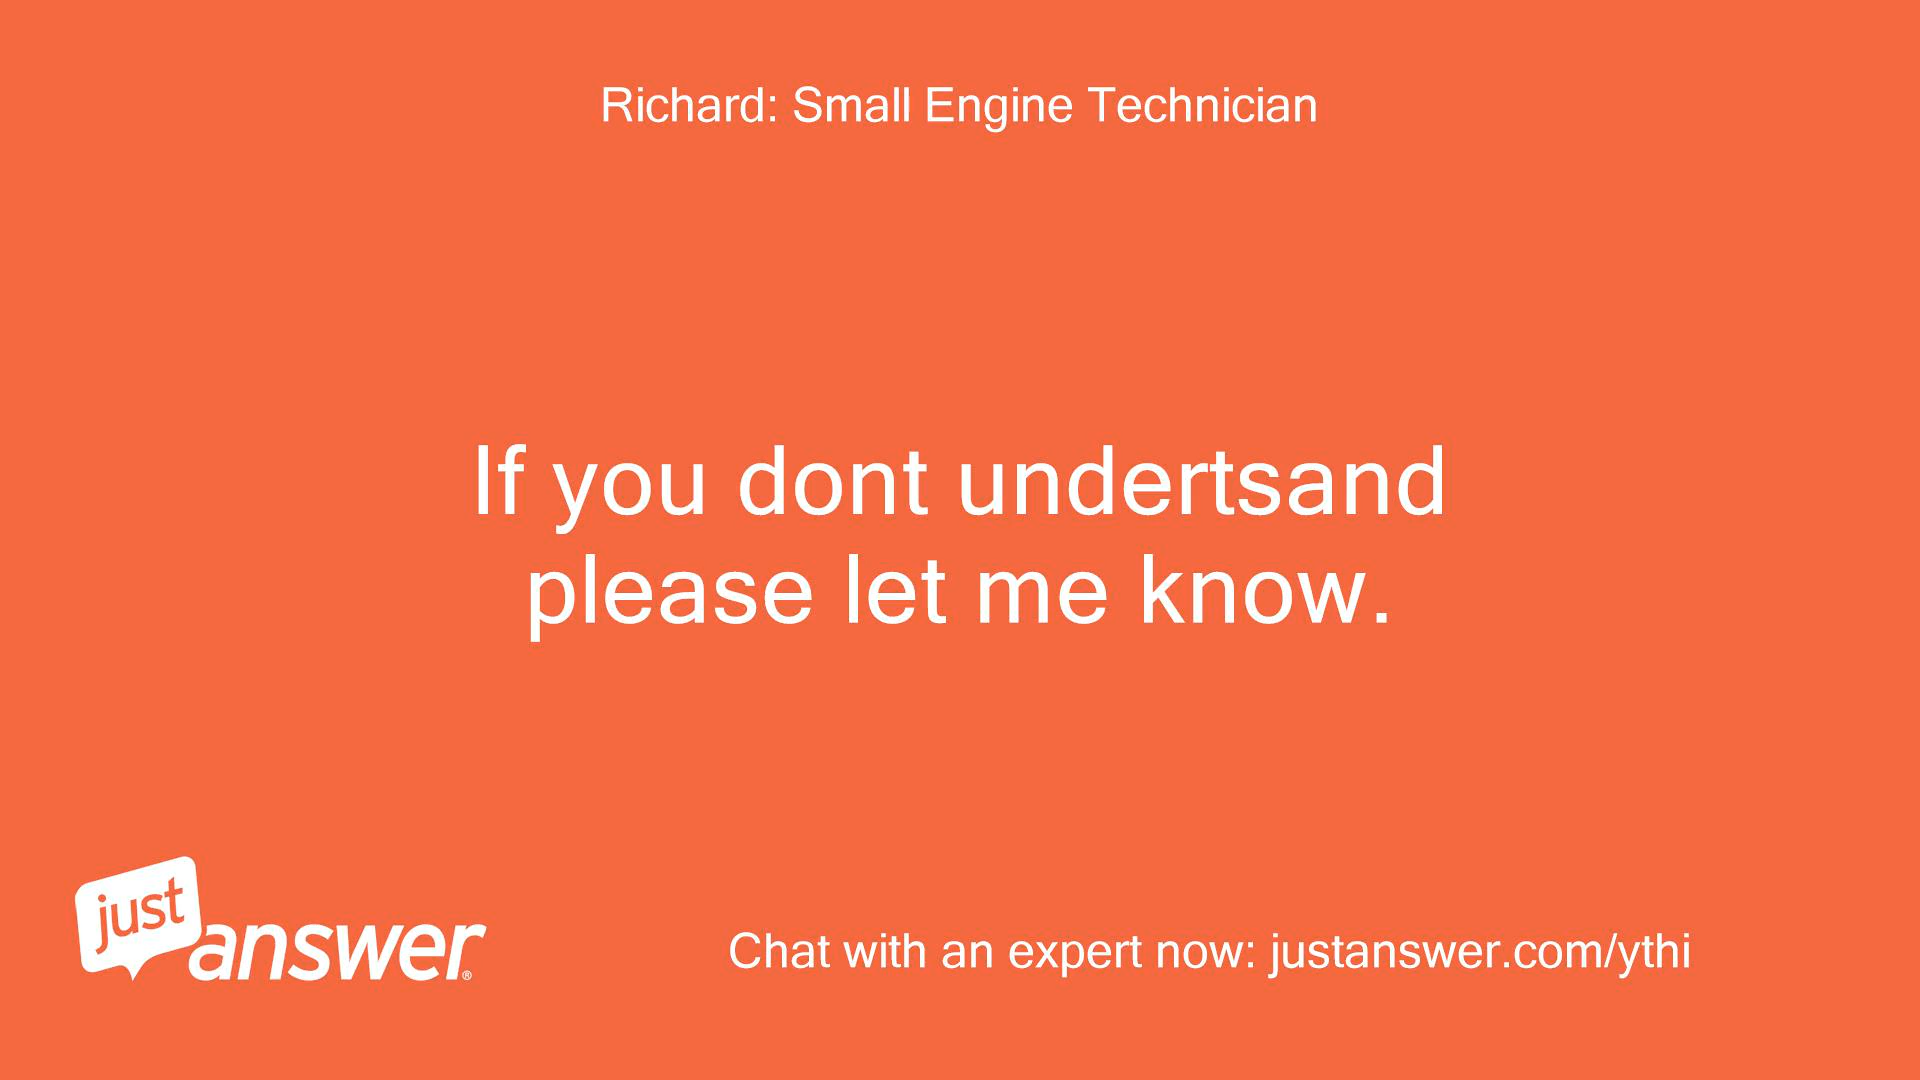 Richard: Small Engine Technician
If you dont undertsand
please let me know.
just
answer®
Chat with an expert now: justanswer.com/ythi